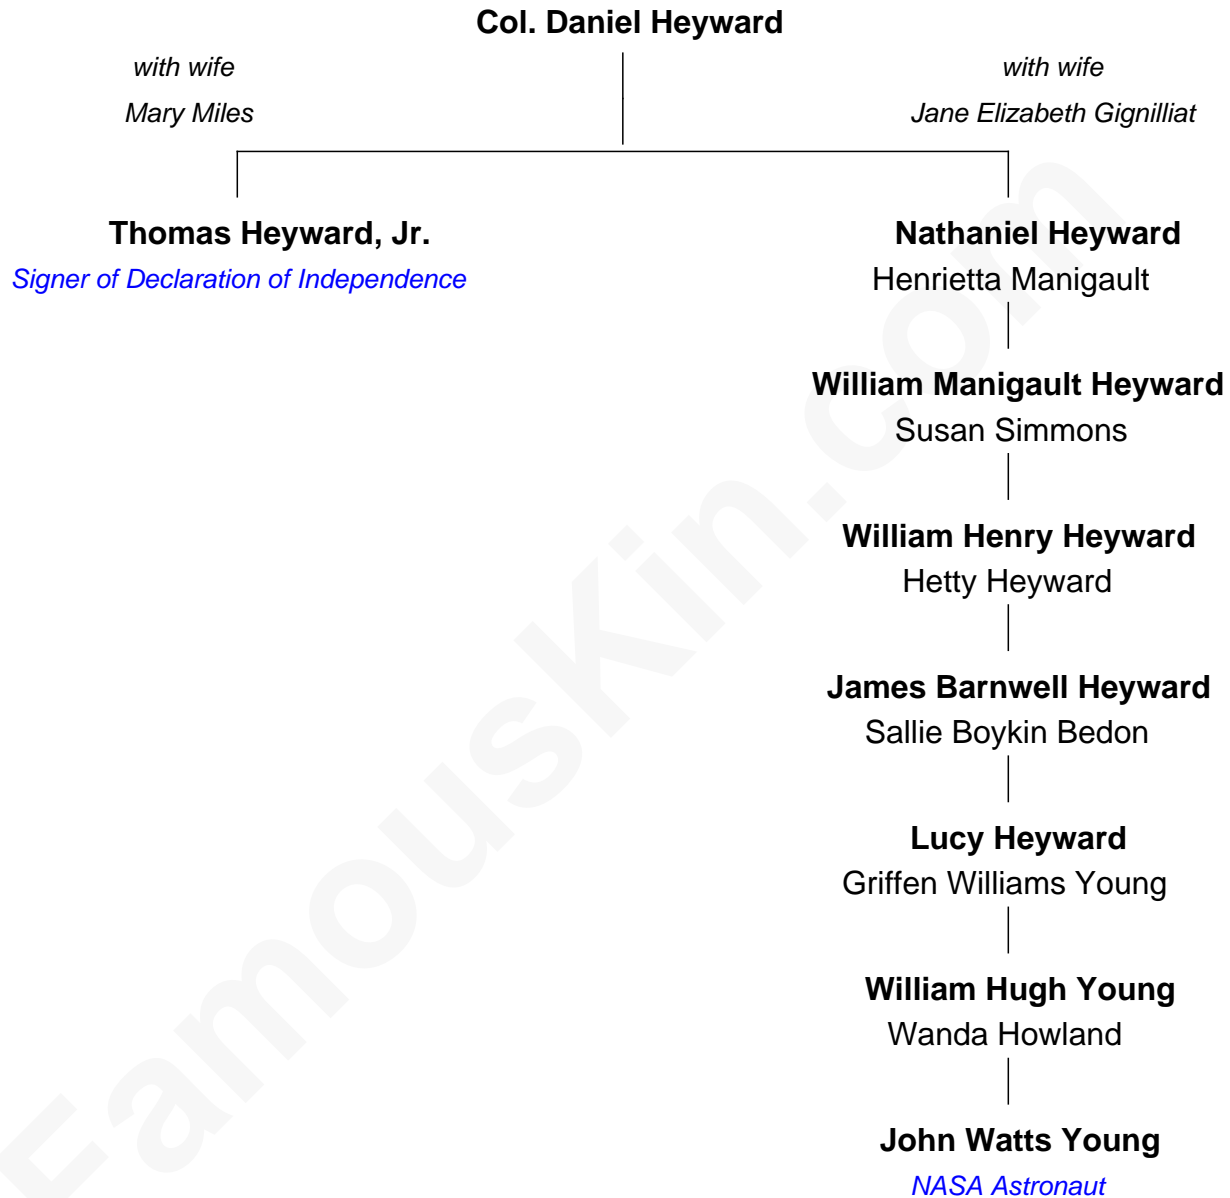 Col. Daniel Heyward
with wife
Mary Miles
with wife
Jane Elizabeth Gignilliat
Thomas Heyward, Jr.
Signer of Declaration of Independence
Nathaniel Heyward
Henrietta Manigault
William Manigault Heyward
Susan Simmons
William Henry Heyward
Hetty Heyward
James Barnwell Heyward
Sallie Boykin Bedon
Lucy Heyward
Griffen Williams Young
William Hugh Young
Wanda Howland
John Watts Young
NASA Astronaut
FamousKin.com